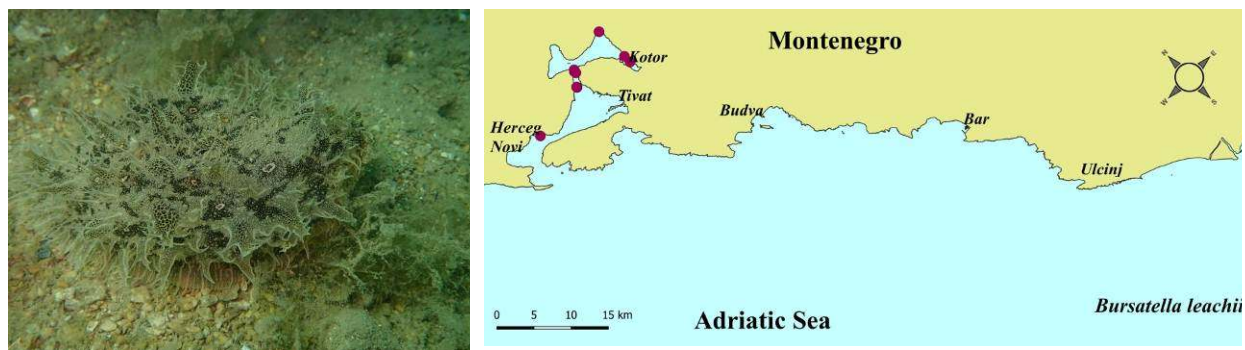 Montenegro
Kotor
Tivat
Budva
Bar
Herceg
Novi
Ulcinj
Bursatella leachii
0 5 10 15 km
Adriatic Sea